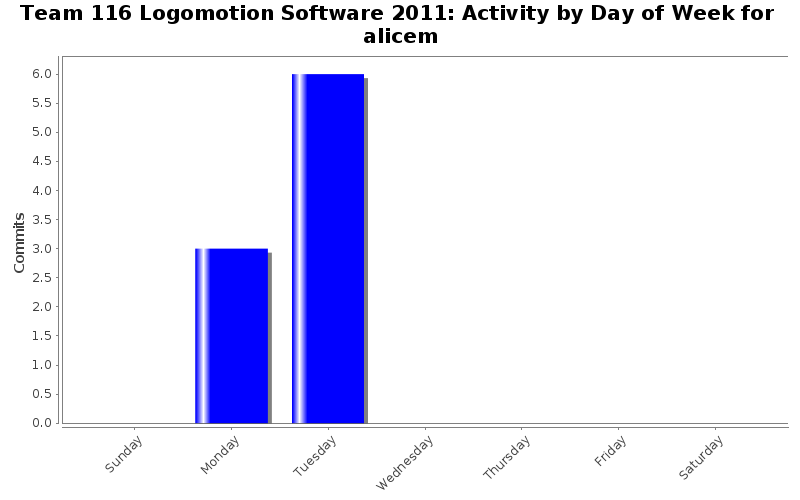 Team 116 Logomotion Software 2011: Activity by Day of Week for
alicem
6.0
5.5
5.0
4.5
4.0
3.5
3.0
2.5
2.0
1.5
1.0
0.5
0.0
Commits
Sunday
Monday
Tuesday
Wednesday
Thursday
Friday
Saturday